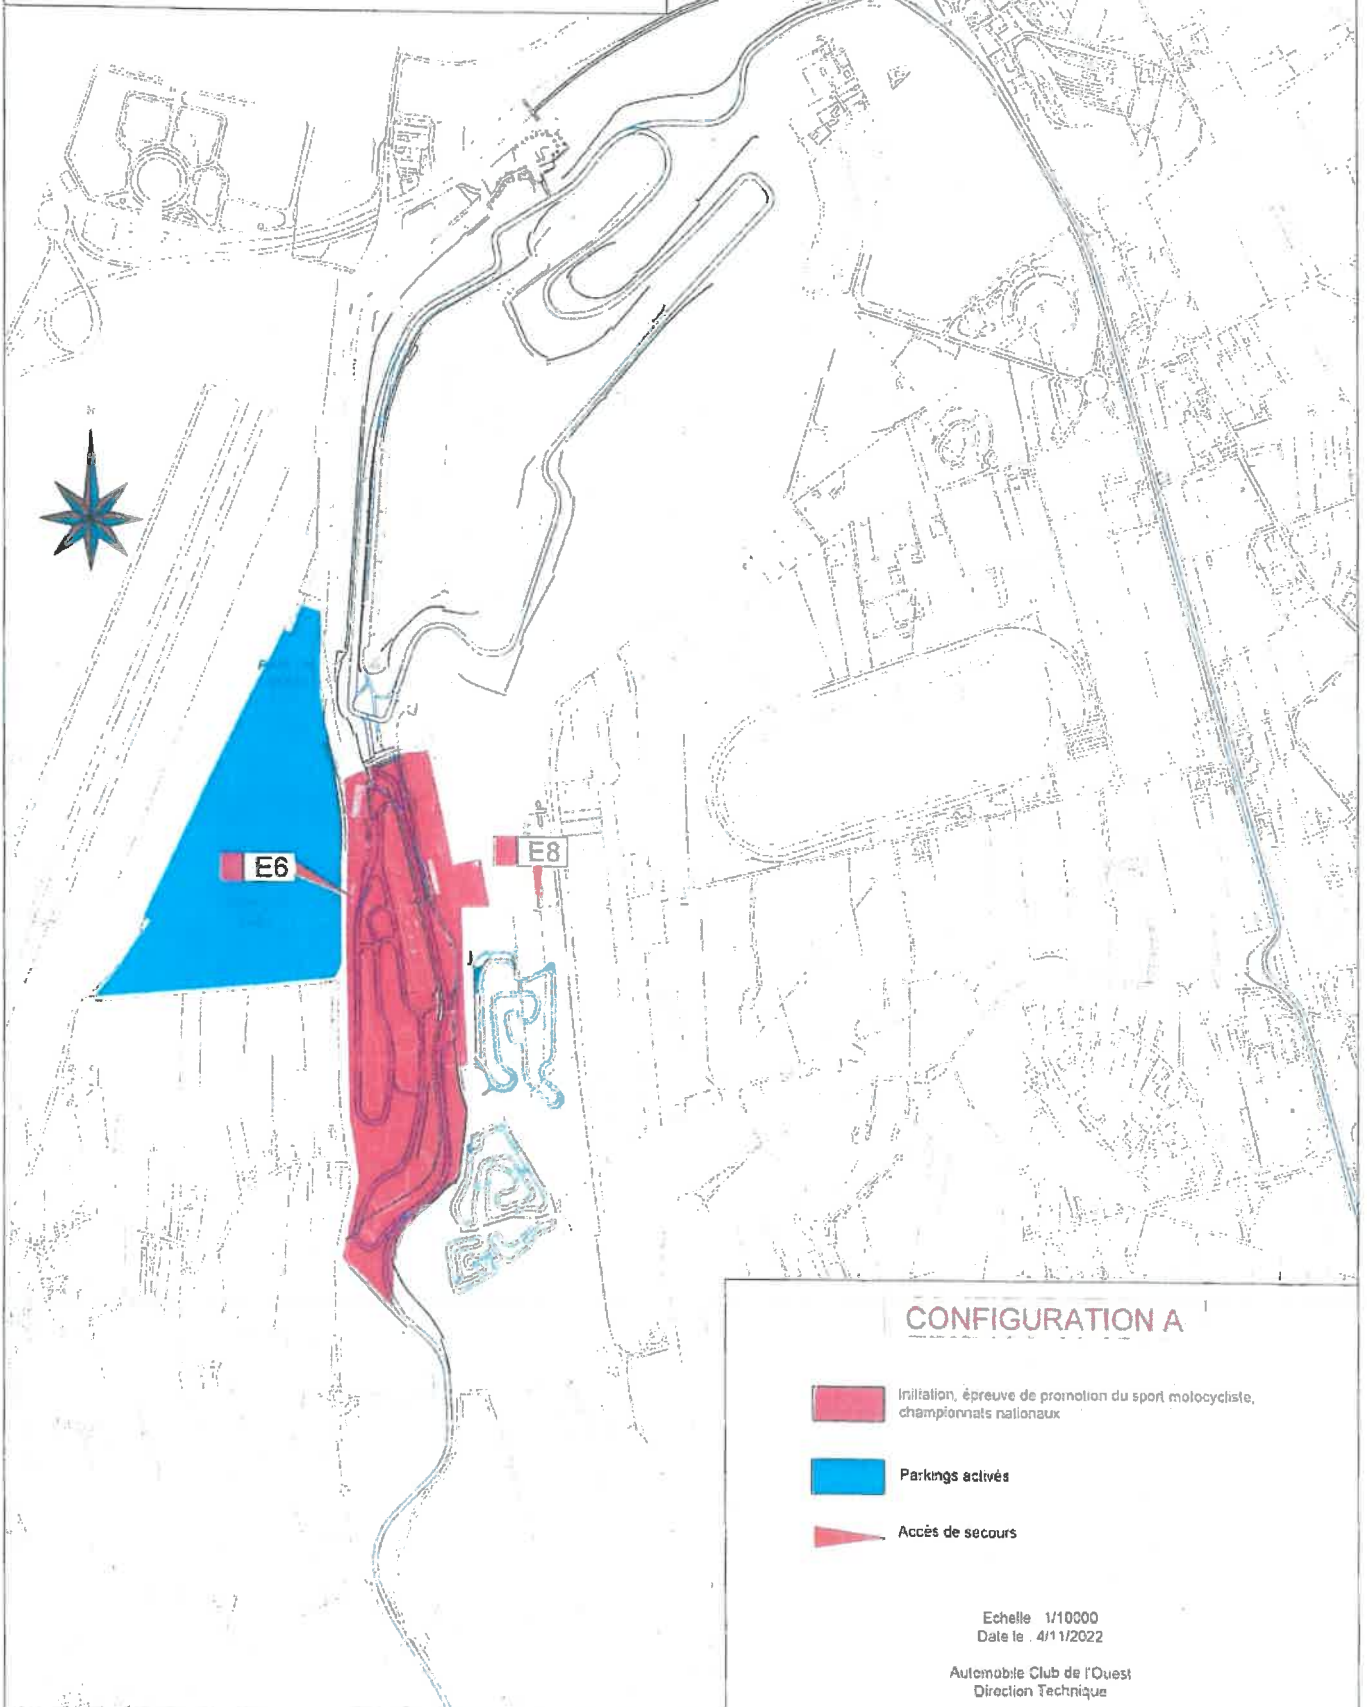 E6
E8
CONFIGURATION A
Initiation, épreuve de promotion du sport motocycliste,
championnats nationaux
Parkings activés
Accès de secours
Echelle 1/10000
Date le . 4/11/2022
Automobile Club de l'Ouest
Direction Technique